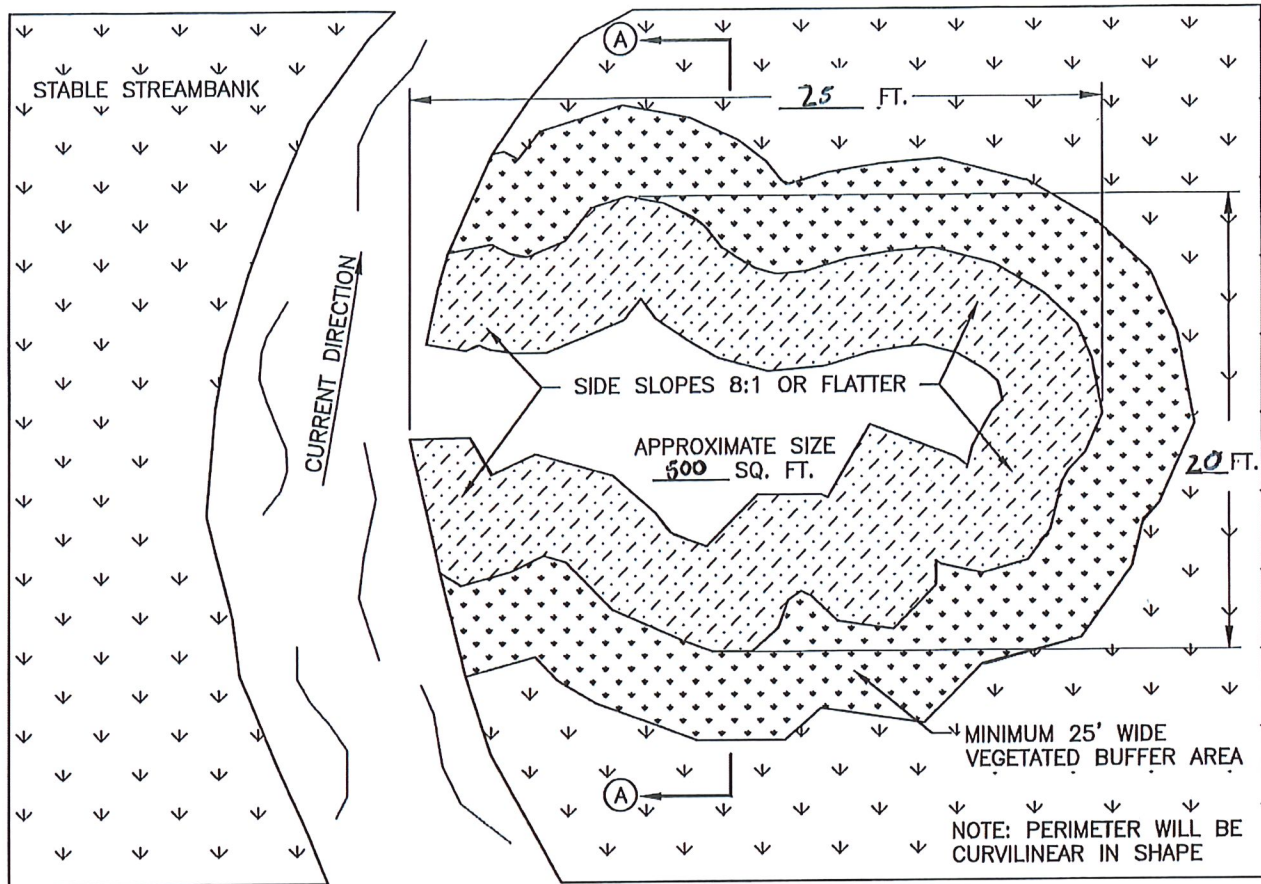 STABLE STREAMBANK
A
25 FT.
CURRENT DIRECTION
SIDE SLOPES 8:1 OR FLATTER
APPROXIMATE SIZE
500 SQ. FT.
20 FT.
MINIMUM 25' WIDE
VEGETATED BUFFER AREA
A
NOTE: PERIMETER WILL BE
CURVILINEAR IN SHAPE